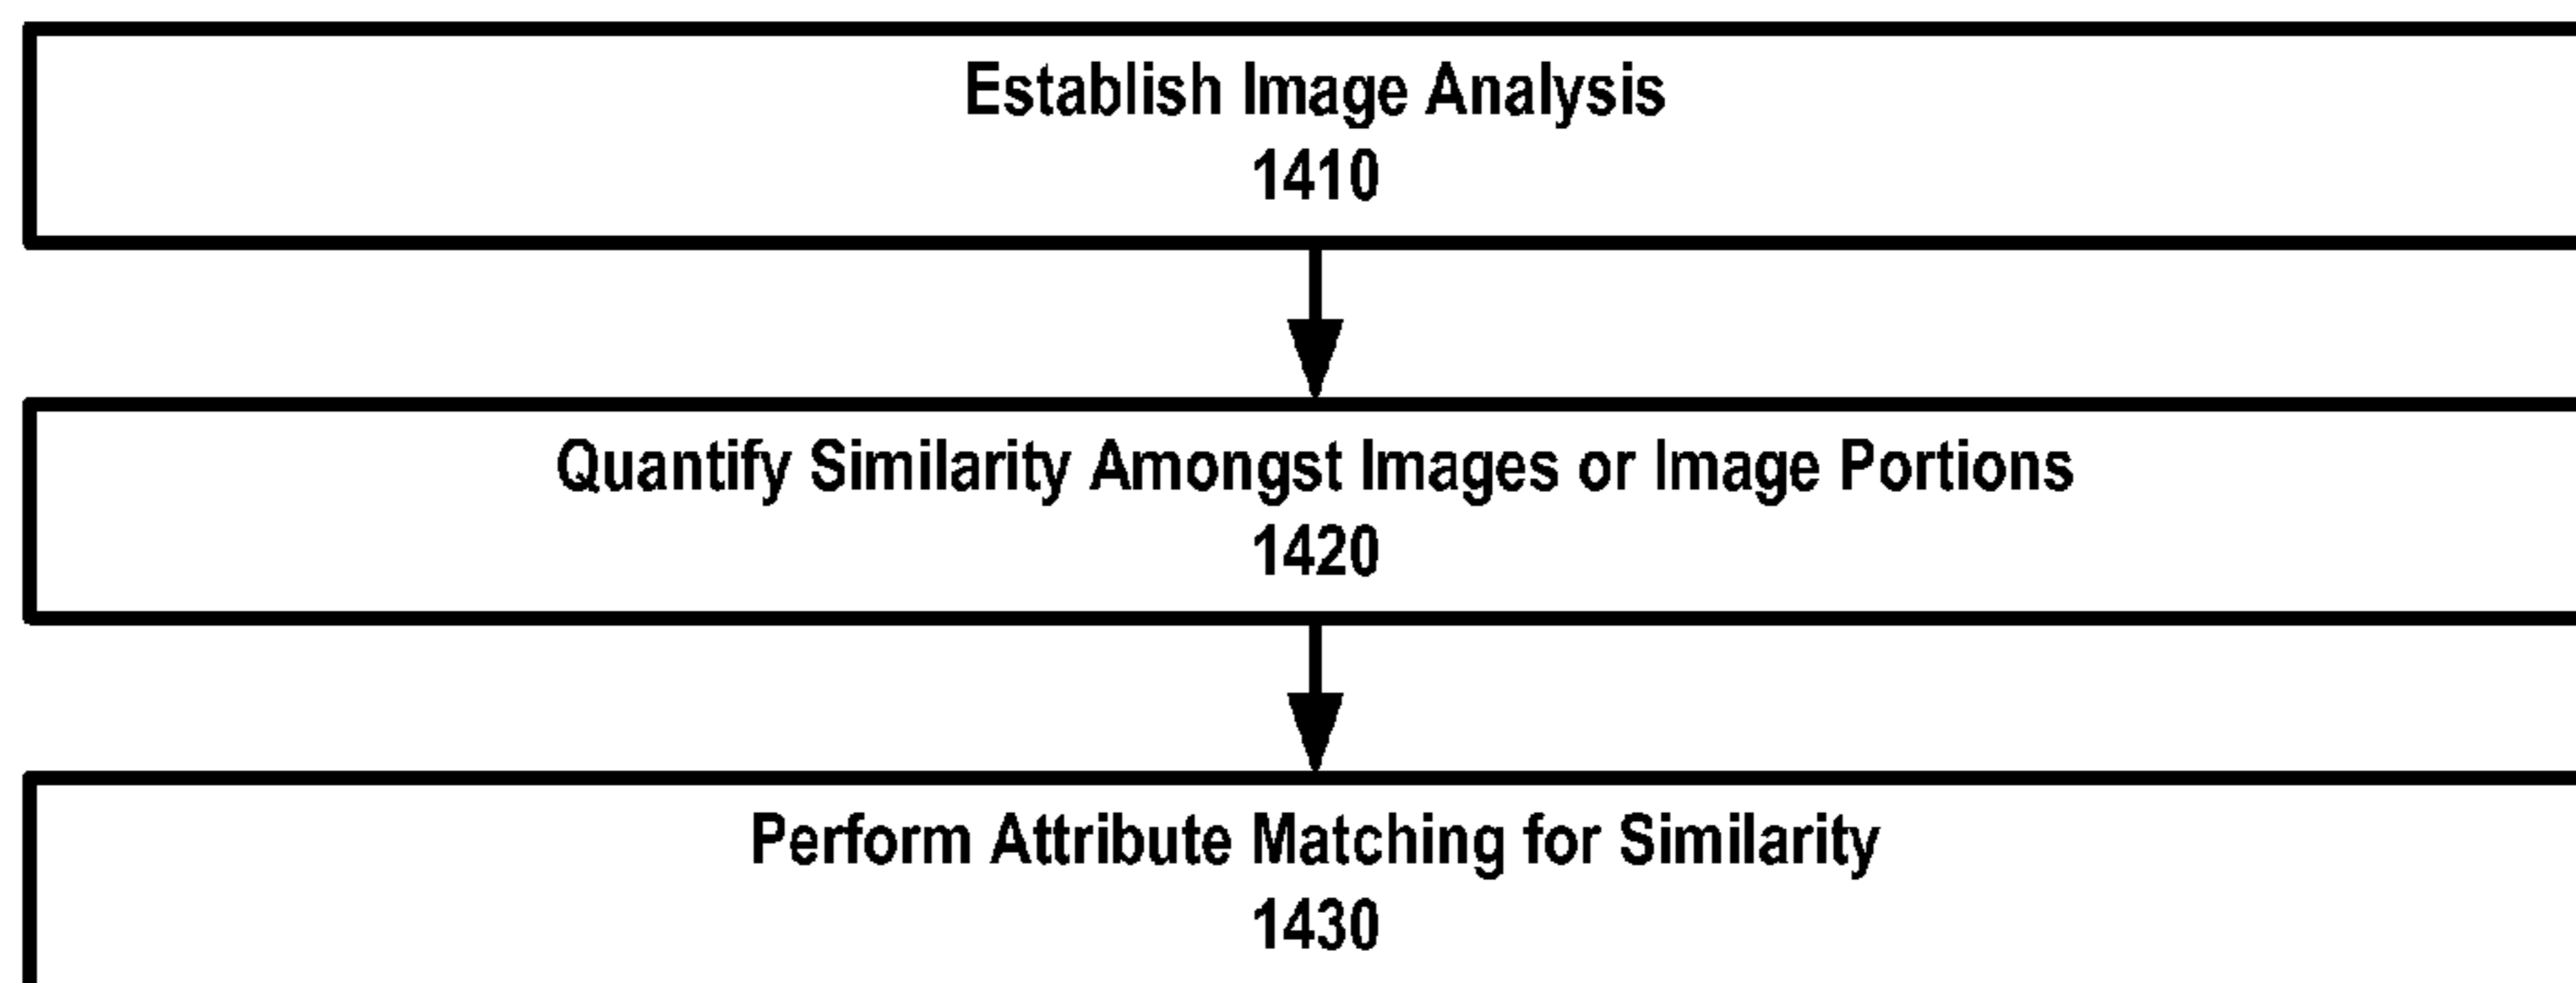 Establish Image Analysis
1410
Quantify Similarity Amongst Images or Image Portions
1420
Perform Attribute Matching for Similarity
1430